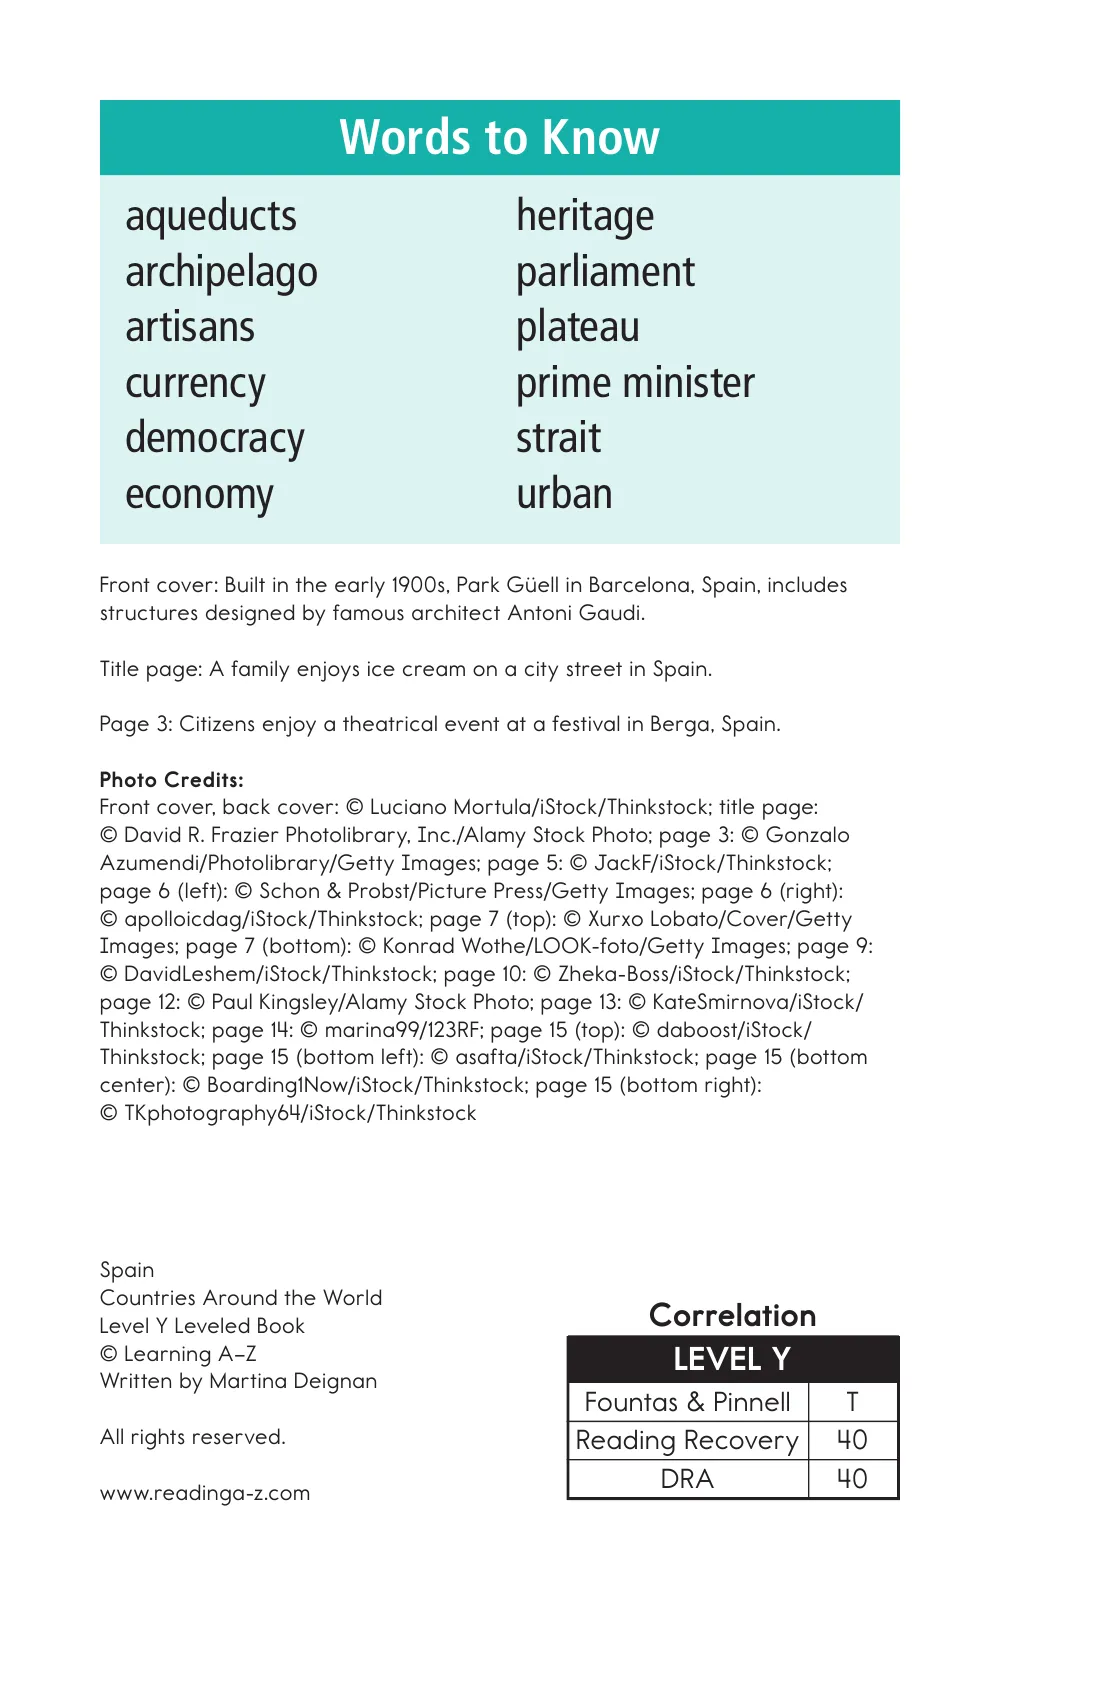 Words to Know
aqueducts
archipelago
artisans
currency
democracy
economy
heritage
parliament
plateau
prime minister
strait
urban
Front cover: Built in the early 1900s, Park Güell in Barcelona, Spain, includes
structures designed by famous architect Antoni Gaudi.
Title page: A family enjoys ice cream on a city street in Spain.
Page 3: Citizens enjoy a theatrical event at a festival in Berga, Spain.
Photo Credits:
Front cover, back cover: © Luciano Mortula/iStock/Thinkstock; title page:
© David R. Frazier Photolibrary, Inc./Alamy Stock Photo; page 3: © Gonzalo
Azumendi/Photolibrary/Getty Images; page 5: © JackF/iStock/Thinkstock;
page 6 (left): © Schon & Probst/Picture Press/Getty Images; page 6 (right):
© apolloicdag/iStock/Thinkstock; page 7 (top): © Xurxo Lobato/Cover/Getty
Images; page 7 (bottom): © Konrad Wothe/LOOK-foto/Getty Images; page 9:
© DavidLeshem/iStock/Thinkstock; page 10: © Zheka-Boss/iStock/Thinkstock;
page 12: © Paul Kingsley/Alamy Stock Photo; page 13: © KateSmirnova/iStock/
Thinkstock; page 14: © marina99/123RF; page 15 (top): © daboost/iStock/
Thinkstock; page 15 (bottom left): © asafta/iStock/Thinkstock; page 15 (bottom
center): © Boarding1Now/iStock/Thinkstock; page 15 (bottom right):
© TKphotography64/iStock/Thinkstock
Spain
Countries Around the World
Level Y Leveled Book
© Learning A–Z
Written by Martina Deignan
All rights reserved.
www.readinga-z.com
Correlation
LEVEL Y
Fountas & Pinnell T
Reading Recovery 40
DRA 40